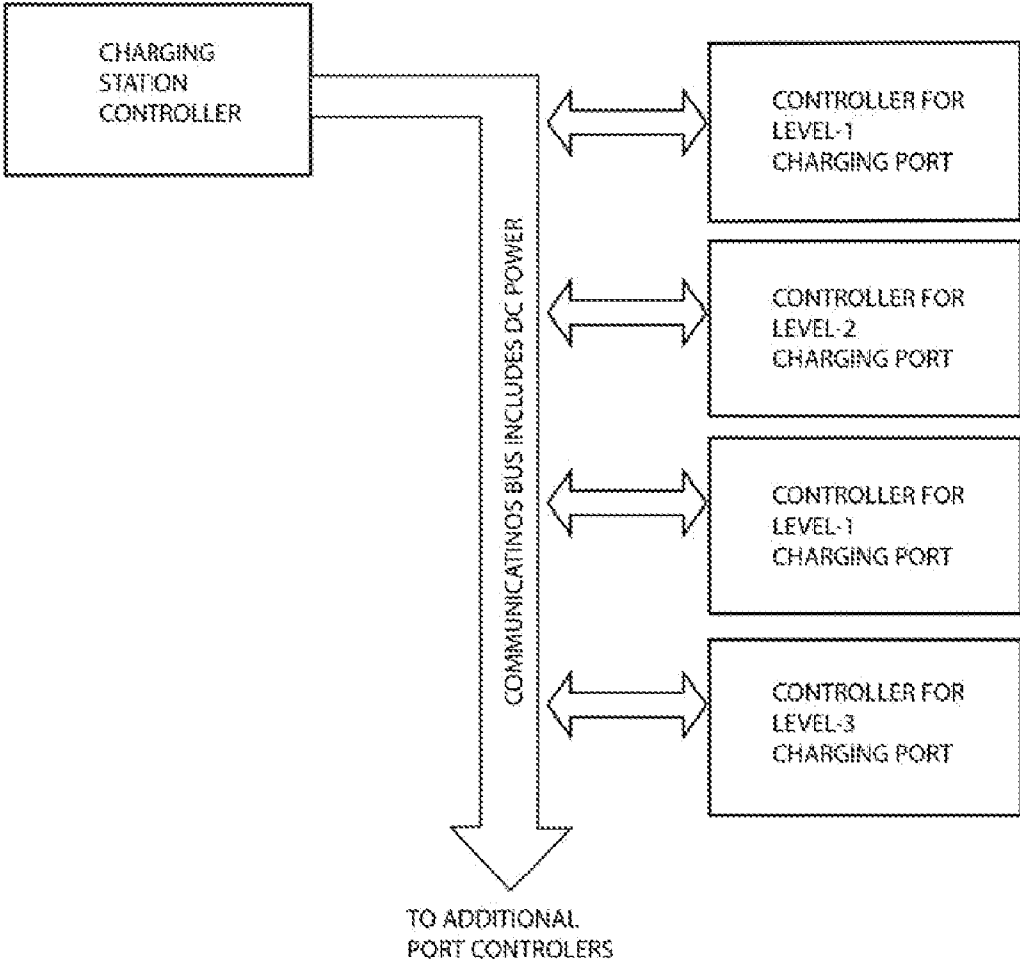 CHARGING
STATION
CONTROLLER
COMMUNICATINOS BUS INCLUDES DC POWER
CONTROLLER FOR
LEVEL-1
CHARGING PORT
CONTROLLER FOR
LEVEL-2
CHARGING PORT
CONTROLLER FOR
LEVEL-1
CHARGING PORT
CONTROLLER FOR
LEVEL-3
CHARGING PORT
TO ADDITIONAL
PORT CONTROLERS